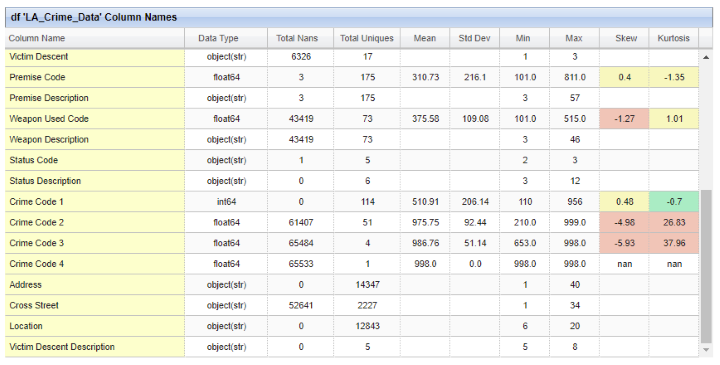 df 'LA_Crime_Data' Column Names
Column Name Data Type Total Nans Total Uniques Mean Std Dev Min Max Skew Kurtosis
Victim Descent object(str) 6326 17 1 3
Premise Code float64 3 175 310.73 216.1 101.0 811.0 0.4 -1.35
Premise Description object(str) 3 175 3 57
Weapon Used Code float64 43419 73 375.58 109.08 101.0 515.0 -1.27 1.01
Weapon Description object(str) 43419 73 3 46
Status Code object(str) 1 5 2 3
Status Description object(str) 0 6 3 12
Crime Code 1 int64 0 114 510.91 206.14 110 956 0.48 -0.7
Crime Code 2 float64 61407 51 975.75 92.44 210.0 999.0 -4.98 26.83
Crime Code 3 float64 65484 4 986.76 51.14 653.0 998.0 -5.93 37.96
Crime Code 4 float64 65533 1 998.0 0.0 998.0 998.0 nan nan
Address object(str) 0 14347 1 40
Cross Street object(str) 52641 2227 1 34
Location object(str) 0 12843 6 20
Victim Descent Description object(str) 0 5 5 8